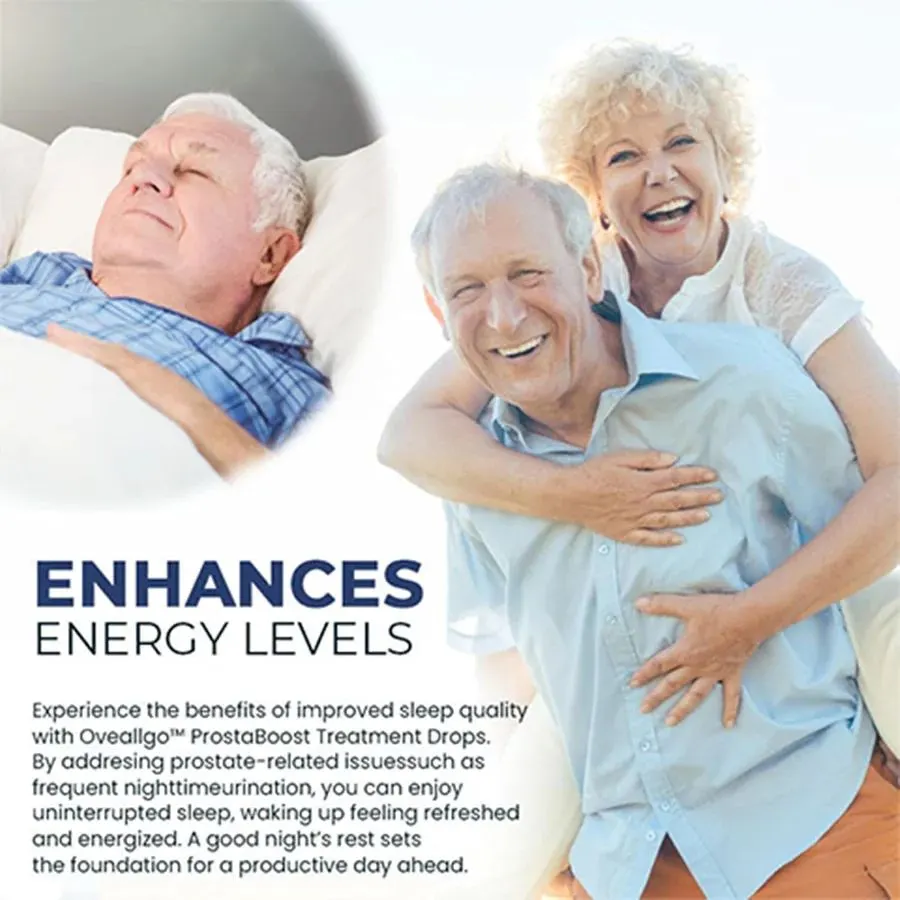 ENHANCES
ENERGY LEVELS
Experience the benefits of improved sleep quality
with Oveallgo™ ProstaBoost Treatment Drops.
By addresing prostate-related issuessuch as
frequent nighttimeurination, you can enjoy
uninterrupted sleep, waking up feeling refreshed
and energized. A good night's rest sets
the foundation for a productive day ahead.